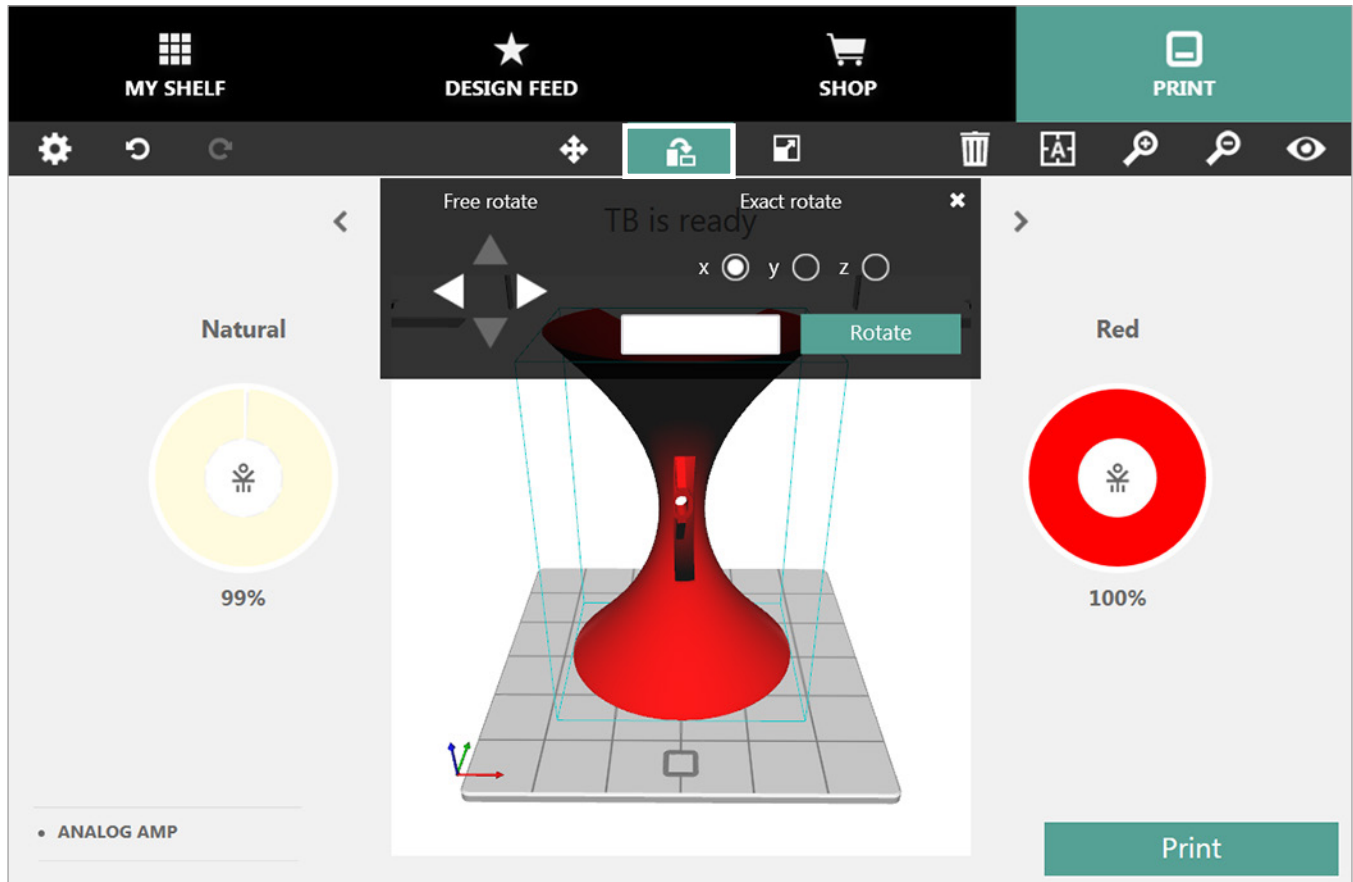 MY SHELF
DESIGN FEED
SHOP
PRINT
A
Free rotate
Exact rotate
TB is ready
x y z
Rotate
Natural
Red
99%
100%
• ANALOG AMP
Print